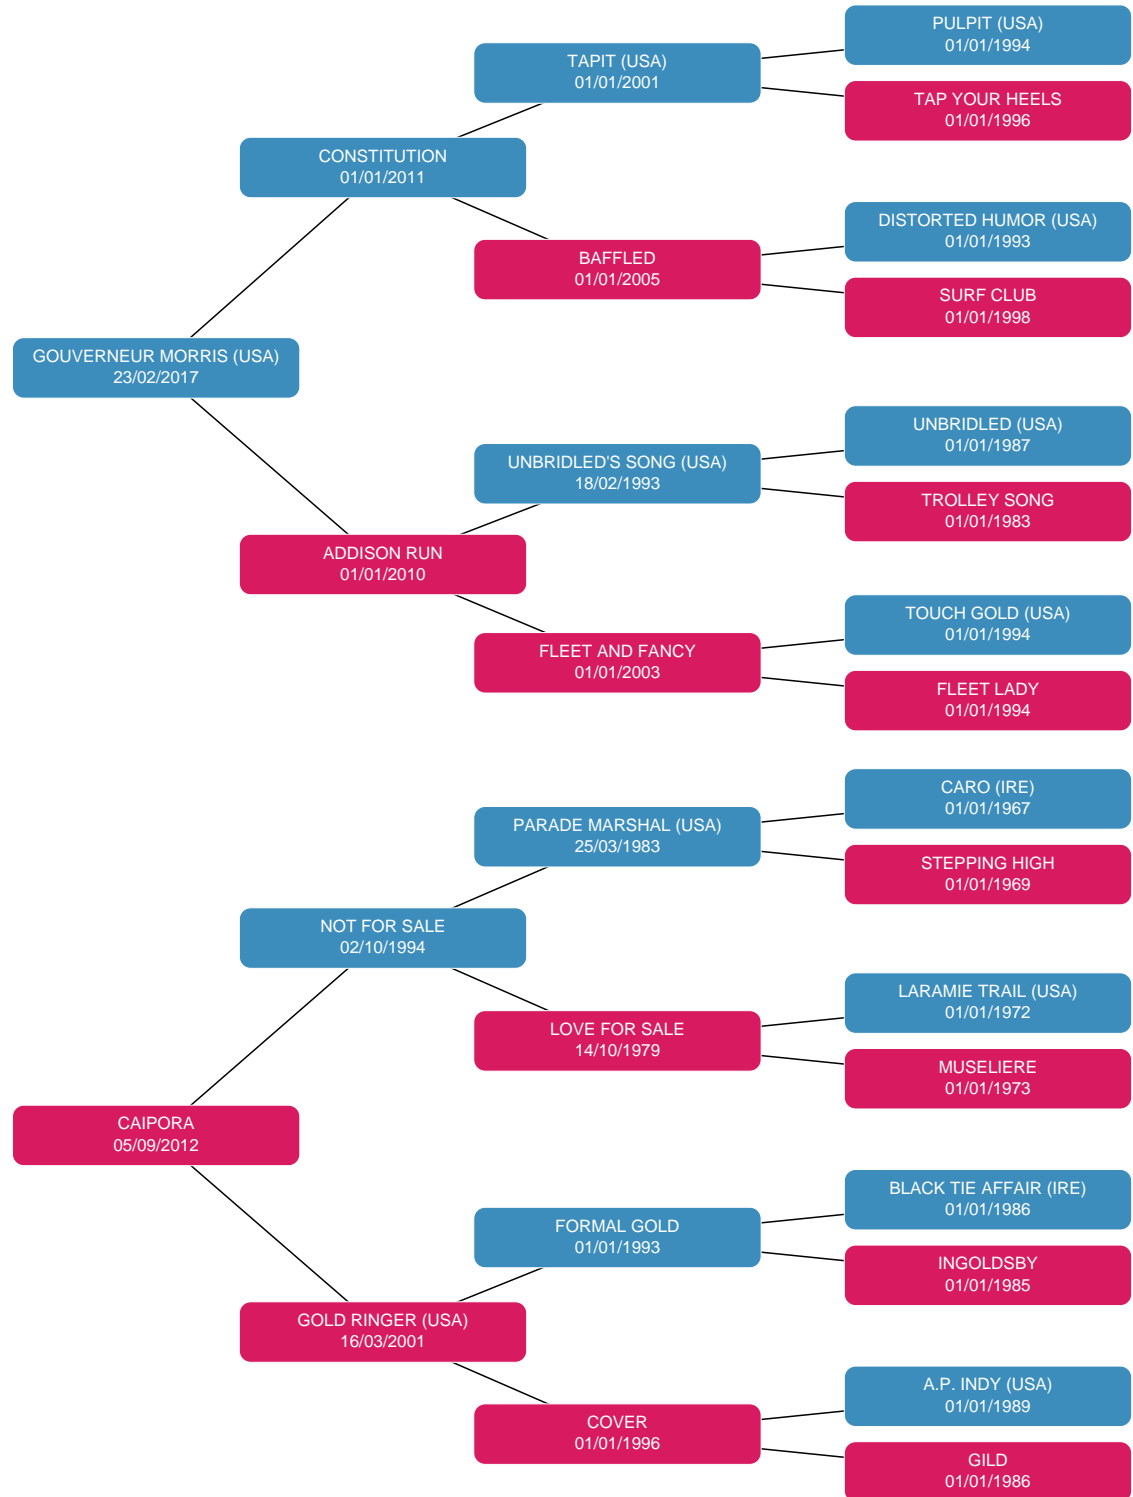 PULPIT (USA)
01/01/1994
TAPIT (USA)
01/01/2001
TAP YOUR HEELS
01/01/1996
CONSTITUTION
01/01/2011
DISTORTED HUMOR (USA)
01/01/1993
BAFFLED
01/01/2005
SURF CLUB
01/01/1998
GOUVERNEUR MORRIS (USA)
23/02/2017
UNBRIDLED (USA)
01/01/1987
UNBRIDLED'S SONG (USA)
18/02/1993
TROLLEY SONG
01/01/1983
ADDISON RUN
01/01/2010
TOUCH GOLD (USA)
01/01/1994
FLEET AND FANCY
01/01/2003
FLEET LADY
01/01/1994
CARO (IRE)
01/01/1967
PARADE MARSHAL (USA)
25/03/1983
STEPPING HIGH
01/01/1969
NOT FOR SALE
02/10/1994
LARAMIE TRAIL (USA)
01/01/1972
LOVE FOR SALE
14/10/1979
MUSELIERE
01/01/1973
CAIPORA
05/09/2012
BLACK TIE AFFAIR (IRE)
01/01/1986
FORMAL GOLD
01/01/1993
INGOLDSBY
01/01/1985
GOLD RINGER (USA)
16/03/2001
A.P. INDY (USA)
01/01/1989
COVER
01/01/1996
GILD
01/01/1986